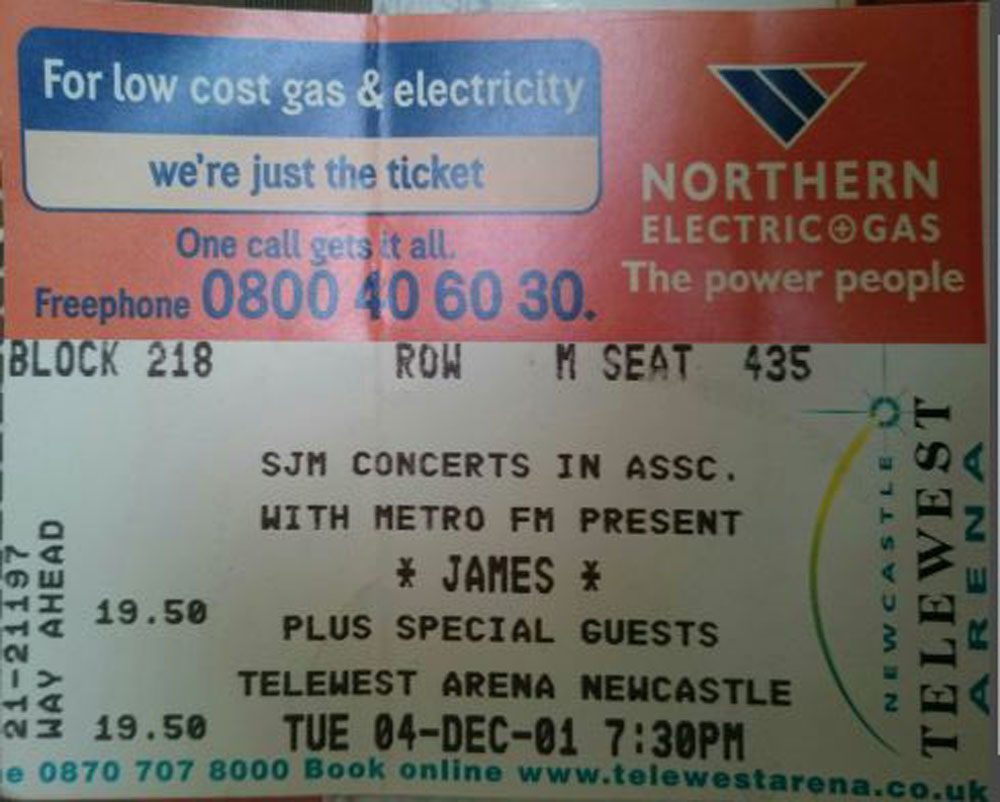 For low cost gas & electricity
we're just the ticket
One call gets it all.
Freephone 0800 40 60 30.
NORTHERN
ELECTRIC+GAS
The power people
BLOCK 218 ROW M SEAT 435
SJM CONCERTS IN ASSC.
WITH METRO FM PRESENT
* JAMES *
19.50
PLUS SPECIAL GUESTS
TELEWEST ARENA NEWCASTLE
19.50 TUE 04-DEC-01 7:30PM
21-21197
WAY AHEAD
NEWCASTLE
TELEWEST
ARENA
e 0870 707 8000 Book online www.telewestarena.co.uk